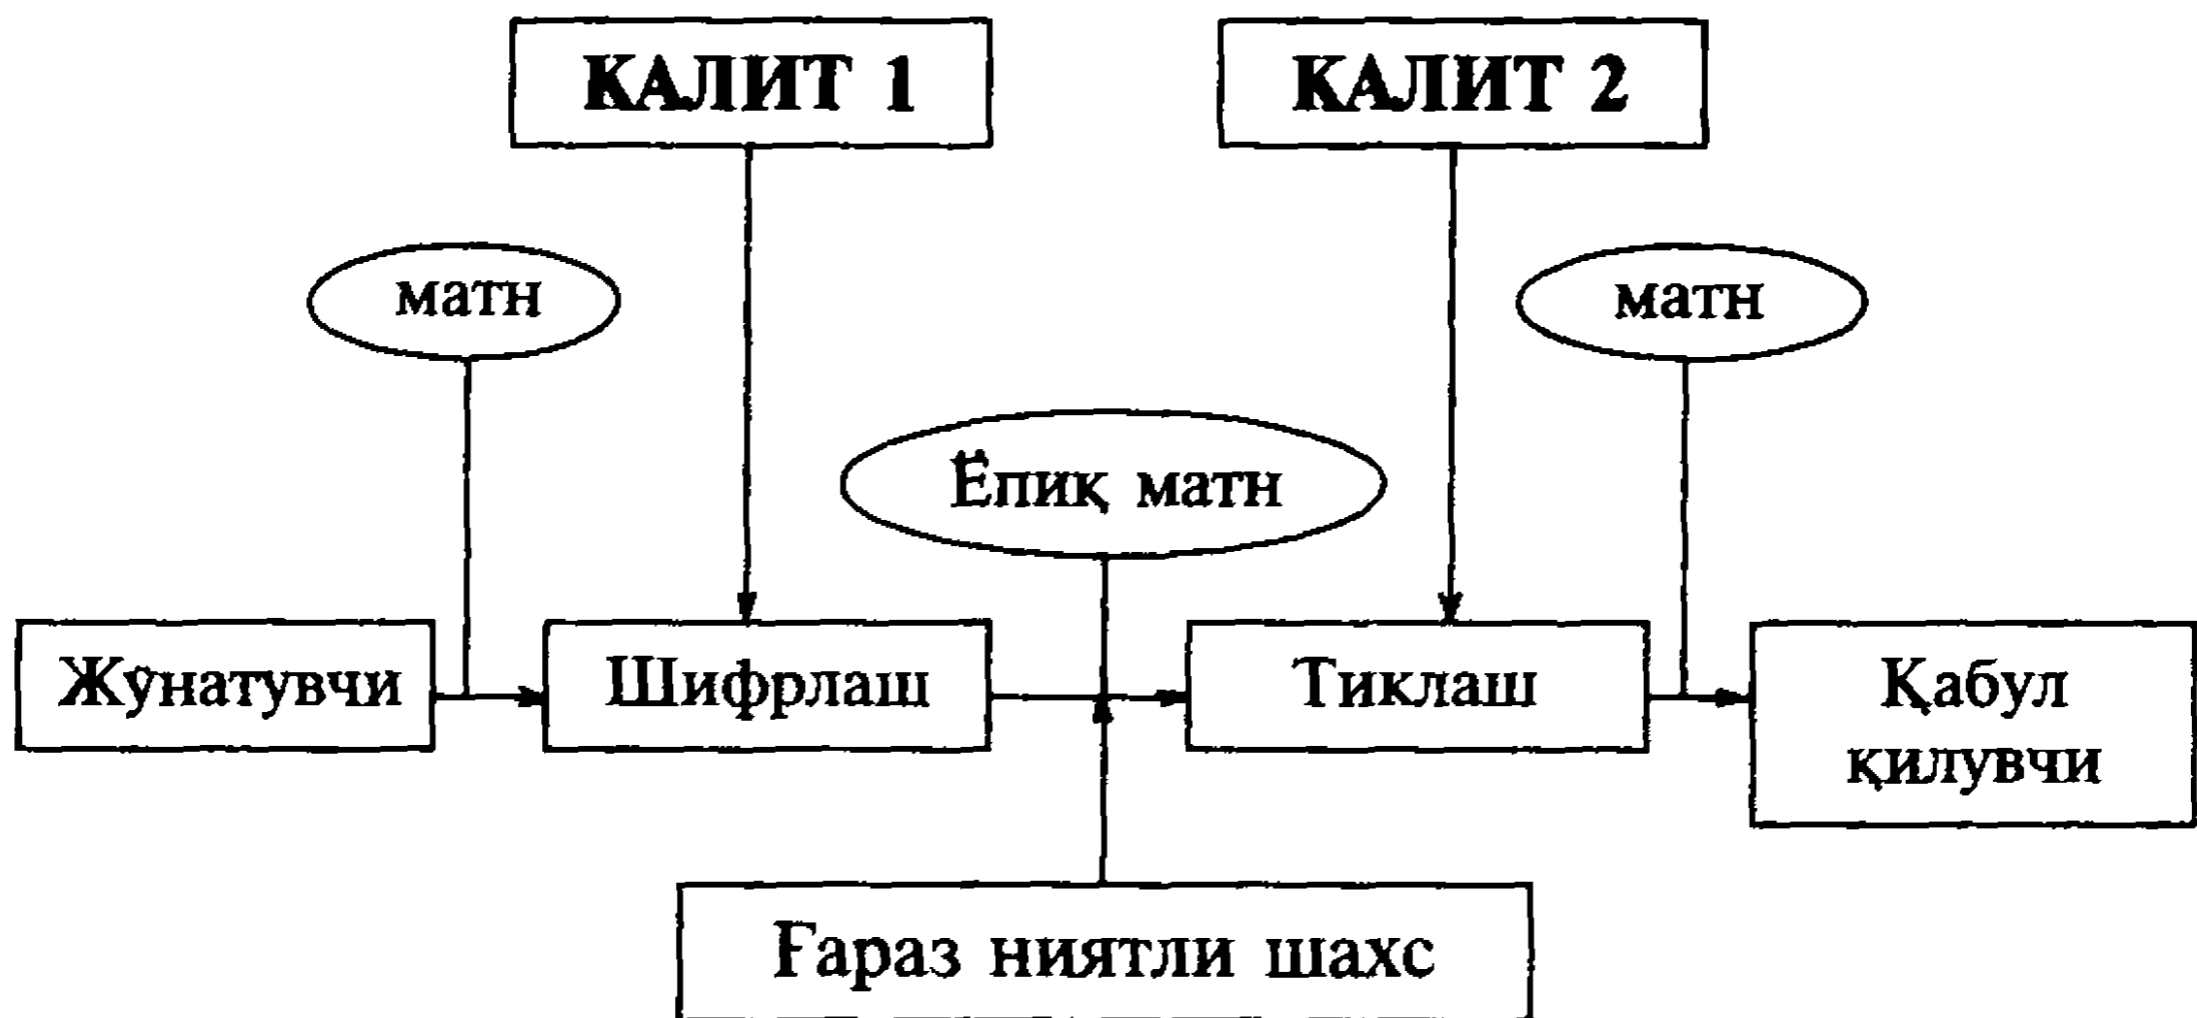 КАЛИТ 1
КАЛИТ 2
матн
матн
Ёпиқ матн
Жўнатувчи
Шифрлаш
Тиклаш
Қабул
қилувчи
Ғараз ниятли шахс